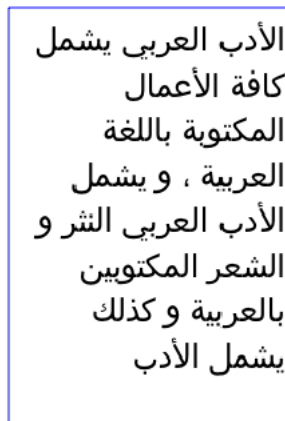 الأدب العربي يشمل
كافة الأعمال
المكتوبة باللغة
العربية ، و يشمل
الأدب العربي النثر و
الشعر المكتوبين
بالعربية و كذلك
يشمل الأدب